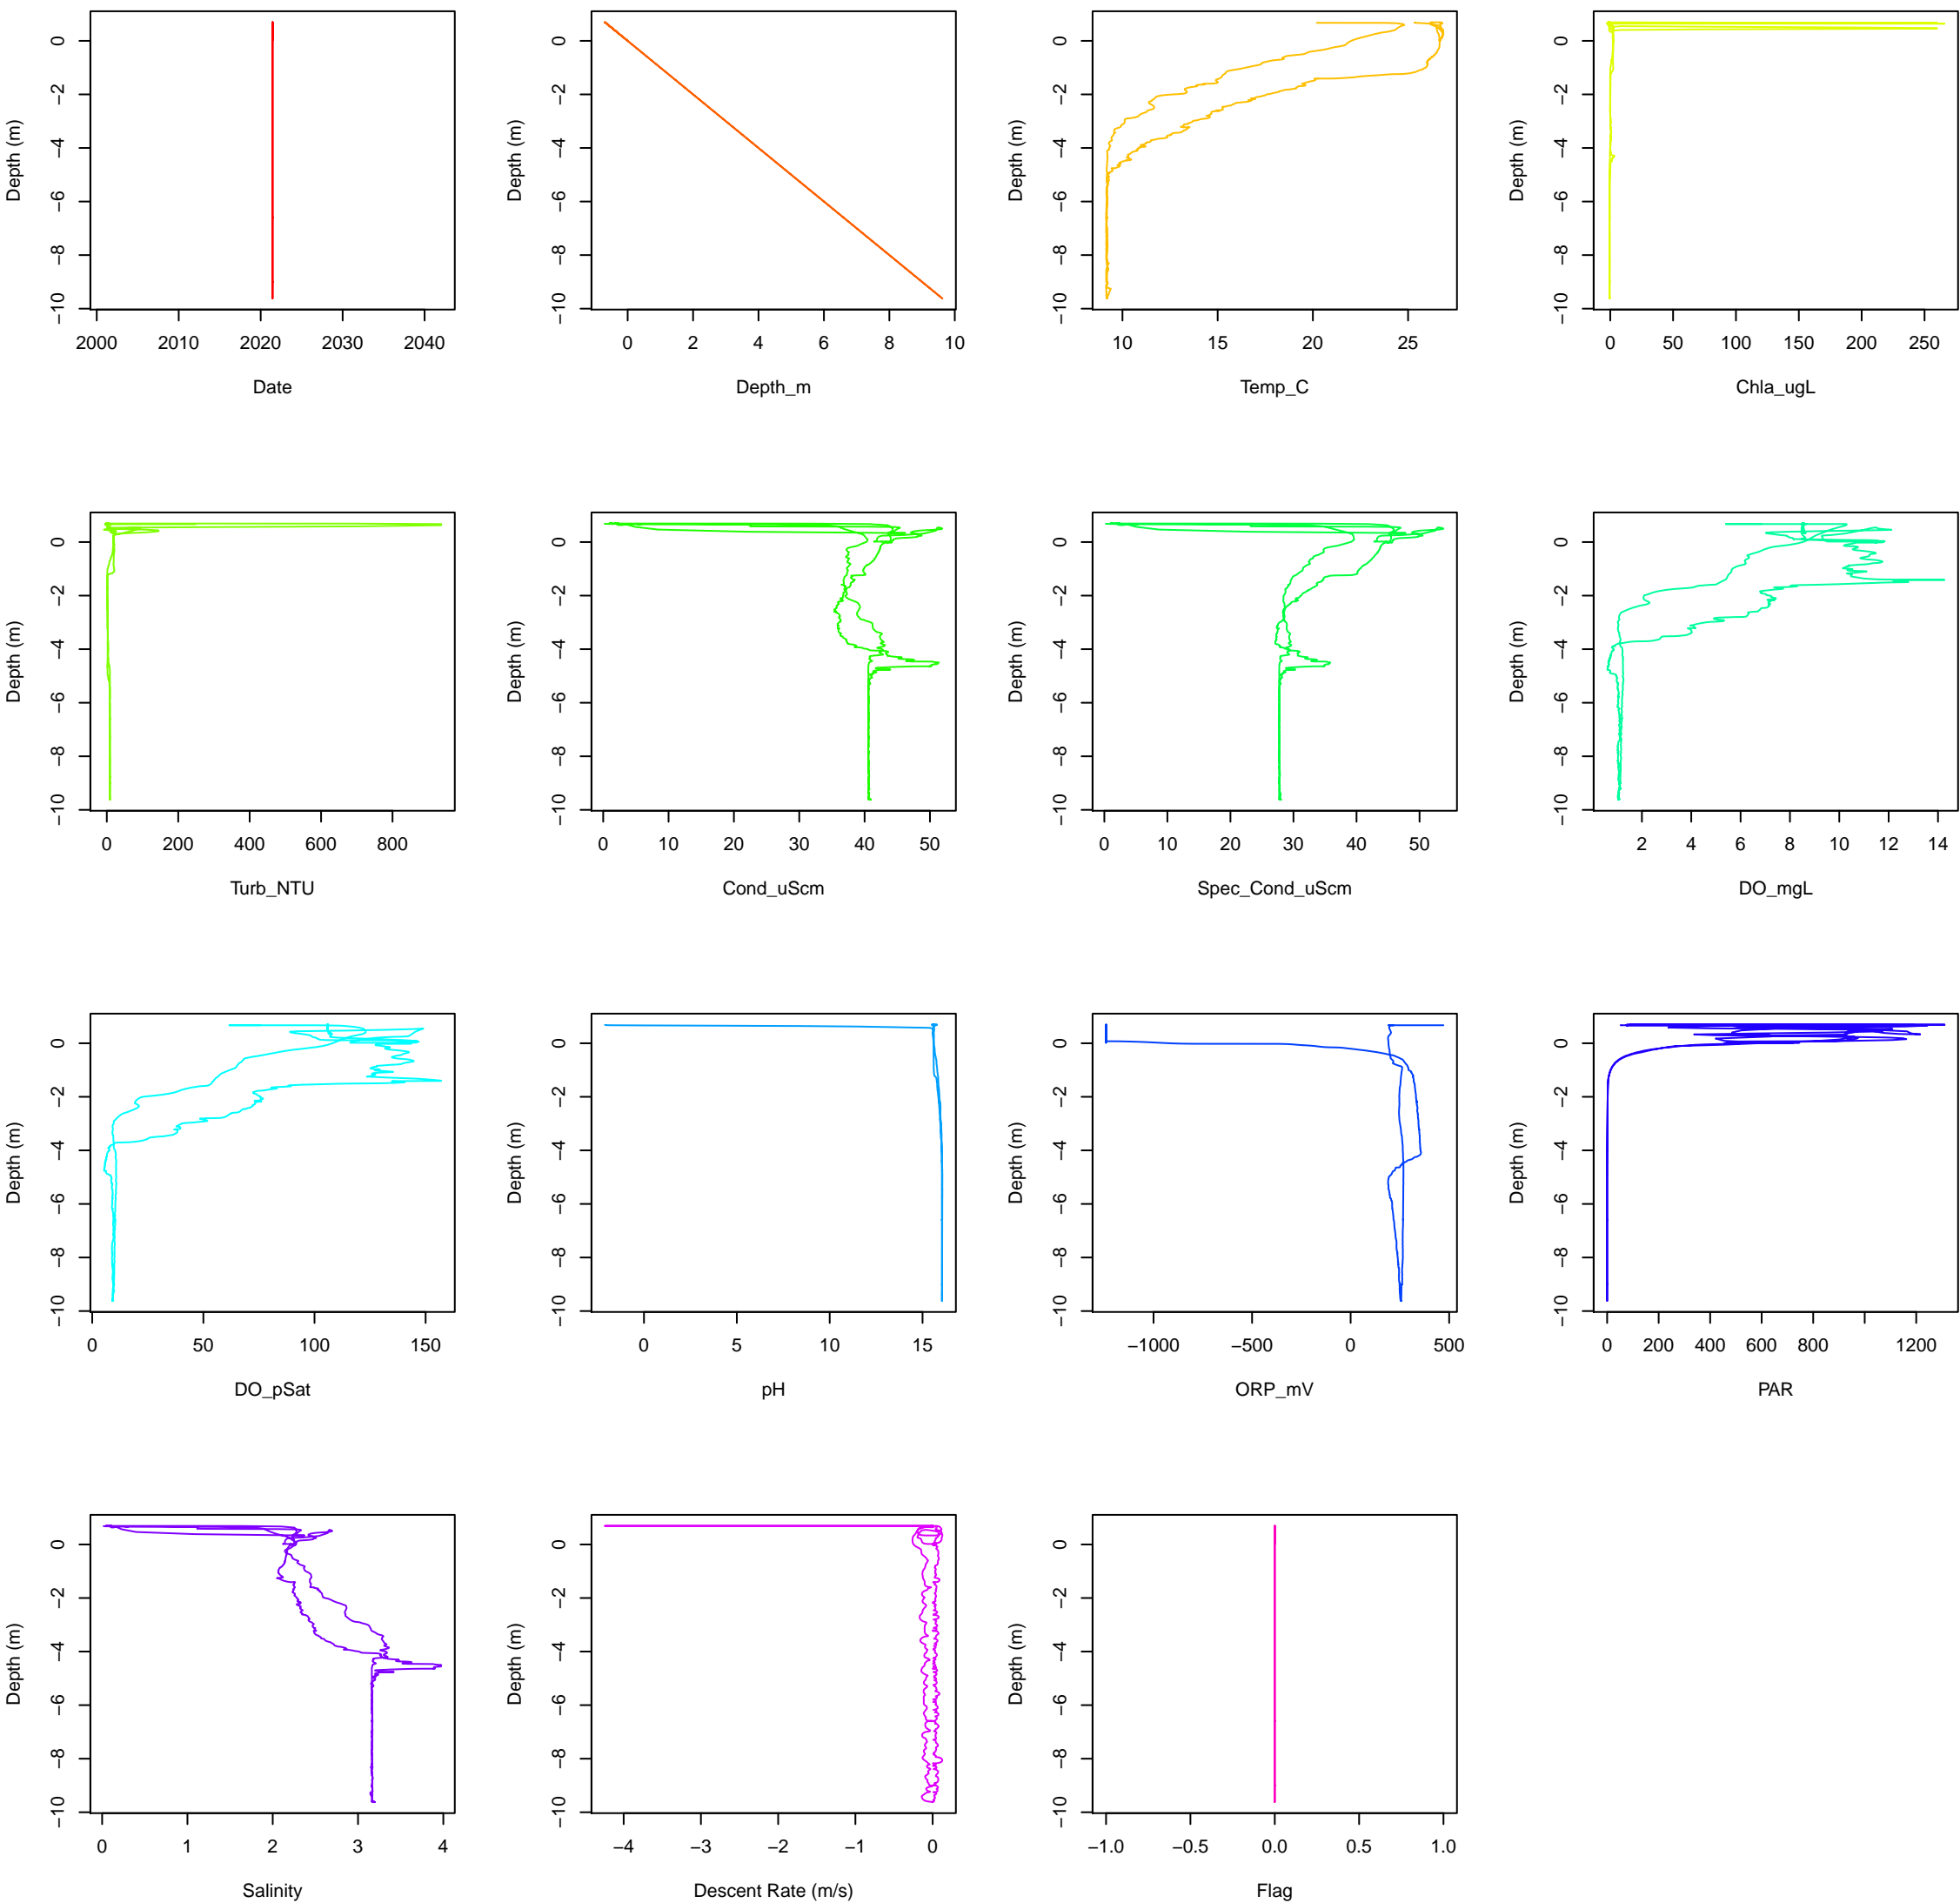 Depth (m)
0
−2
−4
−6
−8
−10
2000 2010 2020 2030 2040
Date
Depth (m)
0
−2
−4
−6
−8
−10
0 2 4 6 8 10
Depth_m
Depth (m)
0
−2
−4
−6
−8
−10
10 15 20 25
Temp_C
Depth (m)
0
−2
−4
−6
−8
−10
0 50 100 150 200 250
Chla_ugL
Depth (m)
0
−2
−4
−6
−8
−10
0 200 400 600 800
Turb_NTU
Depth (m)
0
−2
−4
−6
−8
−10
0 10 20 30 40 50
Cond_uScm
Depth (m)
0
−2
−4
−6
−8
−10
0 10 20 30 40 50
Spec_Cond_uScm
Depth (m)
0
−2
−4
−6
−8
−10
2 4 6 8 10 12 14
DO_mgL
Depth (m)
0
−2
−4
−6
−8
−10
0 50 100 150
DO_pSat
Depth (m)
0
−2
−4
−6
−8
−10
0 5 10 15
pH
Depth (m)
0
−2
−4
−6
−8
−10
−1000 −500 0 500
ORP_mV
Depth (m)
0
−2
−4
−6
−8
−10
0 200 400 600 800 1200
PAR
Depth (m)
0
−2
−4
−6
−8
−10
0 1 2 3 4
Salinity
Depth (m)
0
−2
−4
−6
−8
−10
−4 −3 −2 −1 0
Descent Rate (m/s)
Depth (m)
0
−2
−4
−6
−8
−10
−1.0 −0.5 0.0 0.5 1.0
Flag